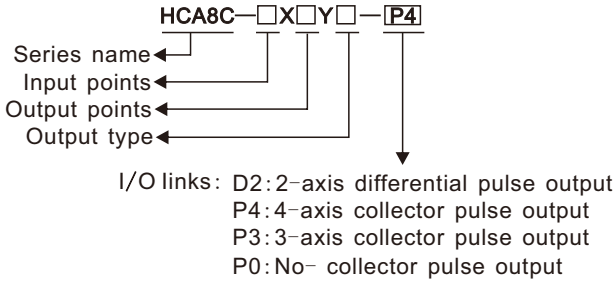 HCA8C—□X□Y□—P4
Series name
Input points
Output points
Output type
I/O links: D2:2-axis differential pulse output
P4:4-axis collector pulse output
P3:3-axis collector pulse output
P0:No- collector pulse output